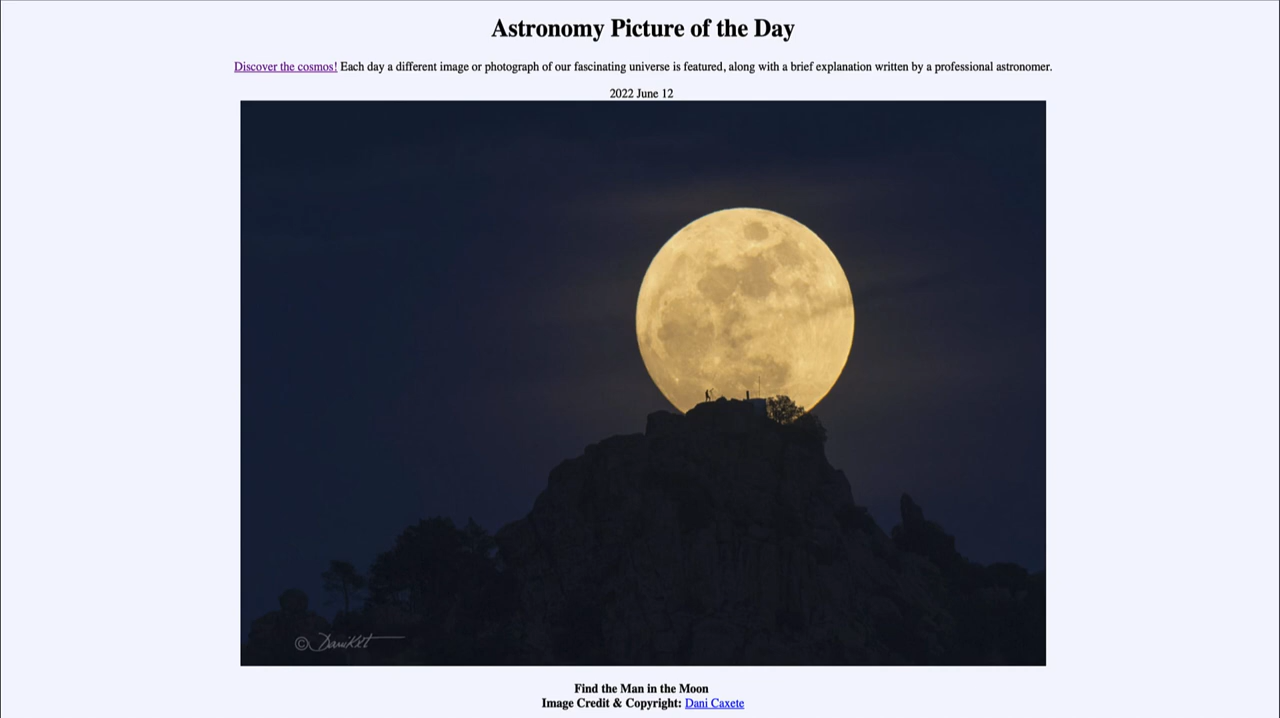 Astronomy Picture of the Day
Discover the cosmos! Each day a different image or photograph of our fascinating universe is featured, along with a brief explanation written by a professional astronomer.
2022 June 12
©
Find the Man in the Moon
Image Credit & Copyright: Dani Caxete